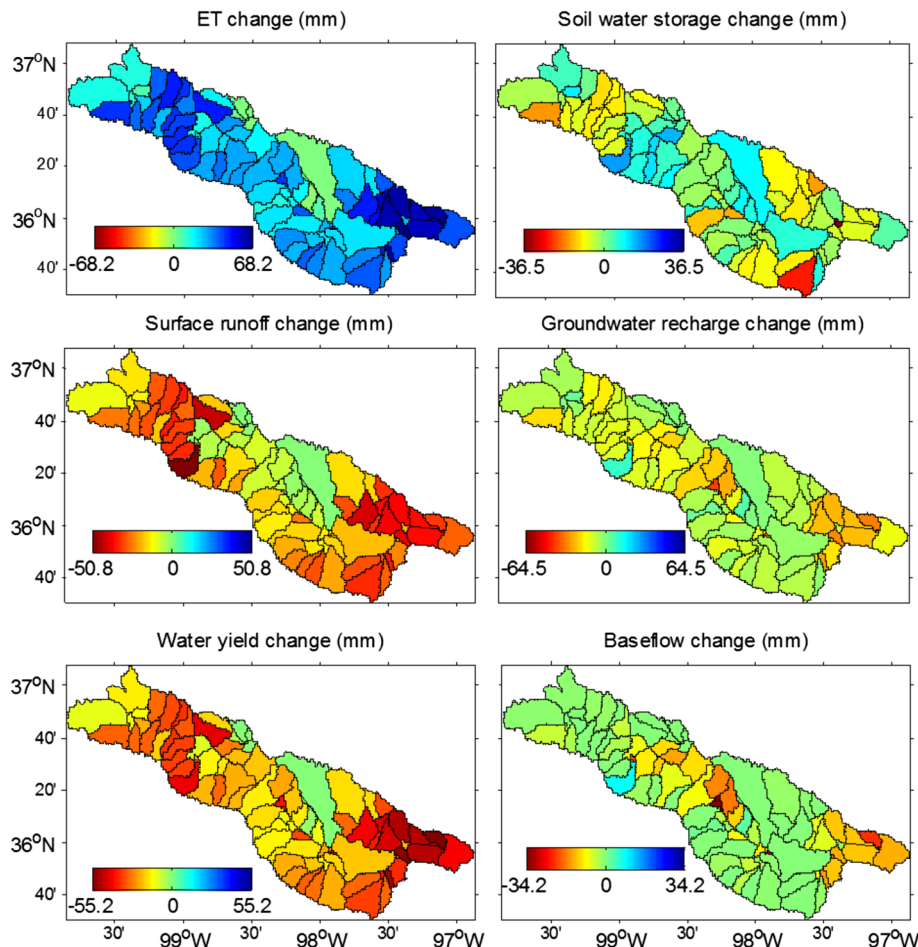 ET change (mm)
Soil water storage change (mm)
37°N
40'
20'
36°N
40'
-68.2 0 68.2
-36.5 0 36.5
Surface runoff change (mm)
Groundwater recharge change (mm)
37°N
40'
20'
36°N
40'
-50.8 0 50.8
-64.5 0 64.5
Water yield change (mm)
Baseflow change (mm)
37°N
40'
20'
36°N
40'
-55.2 0 55.2
-34.2 0 34.2
30' 99°W 30' 98°W 30' 97°W
30' 99°W 30' 98°W 30' 97°W